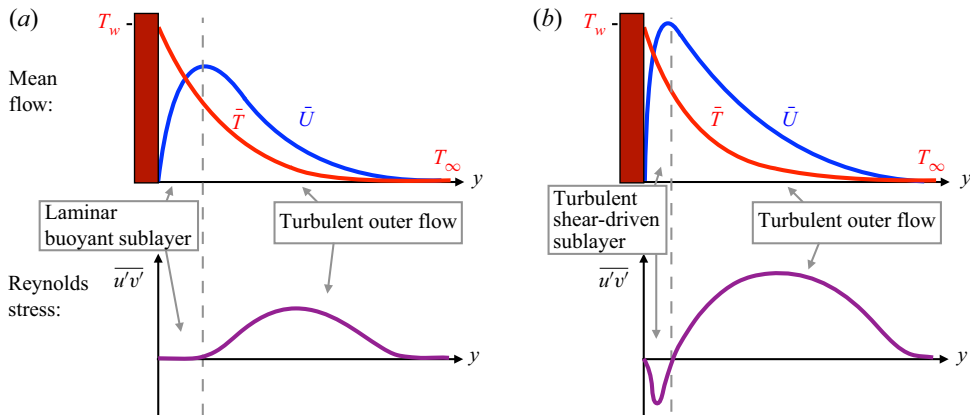 (a)
Mean
flow:
T_w
T̄
Ū
T_∞
y
Laminar
buoyant sublayer
Turbulent outer flow
Reynolds
stress:
u′v′
y
(b)
T_w
T̄
Ū
T_∞
y
Turbulent
shear-driven
sublayer
Turbulent outer flow
u′v′
y